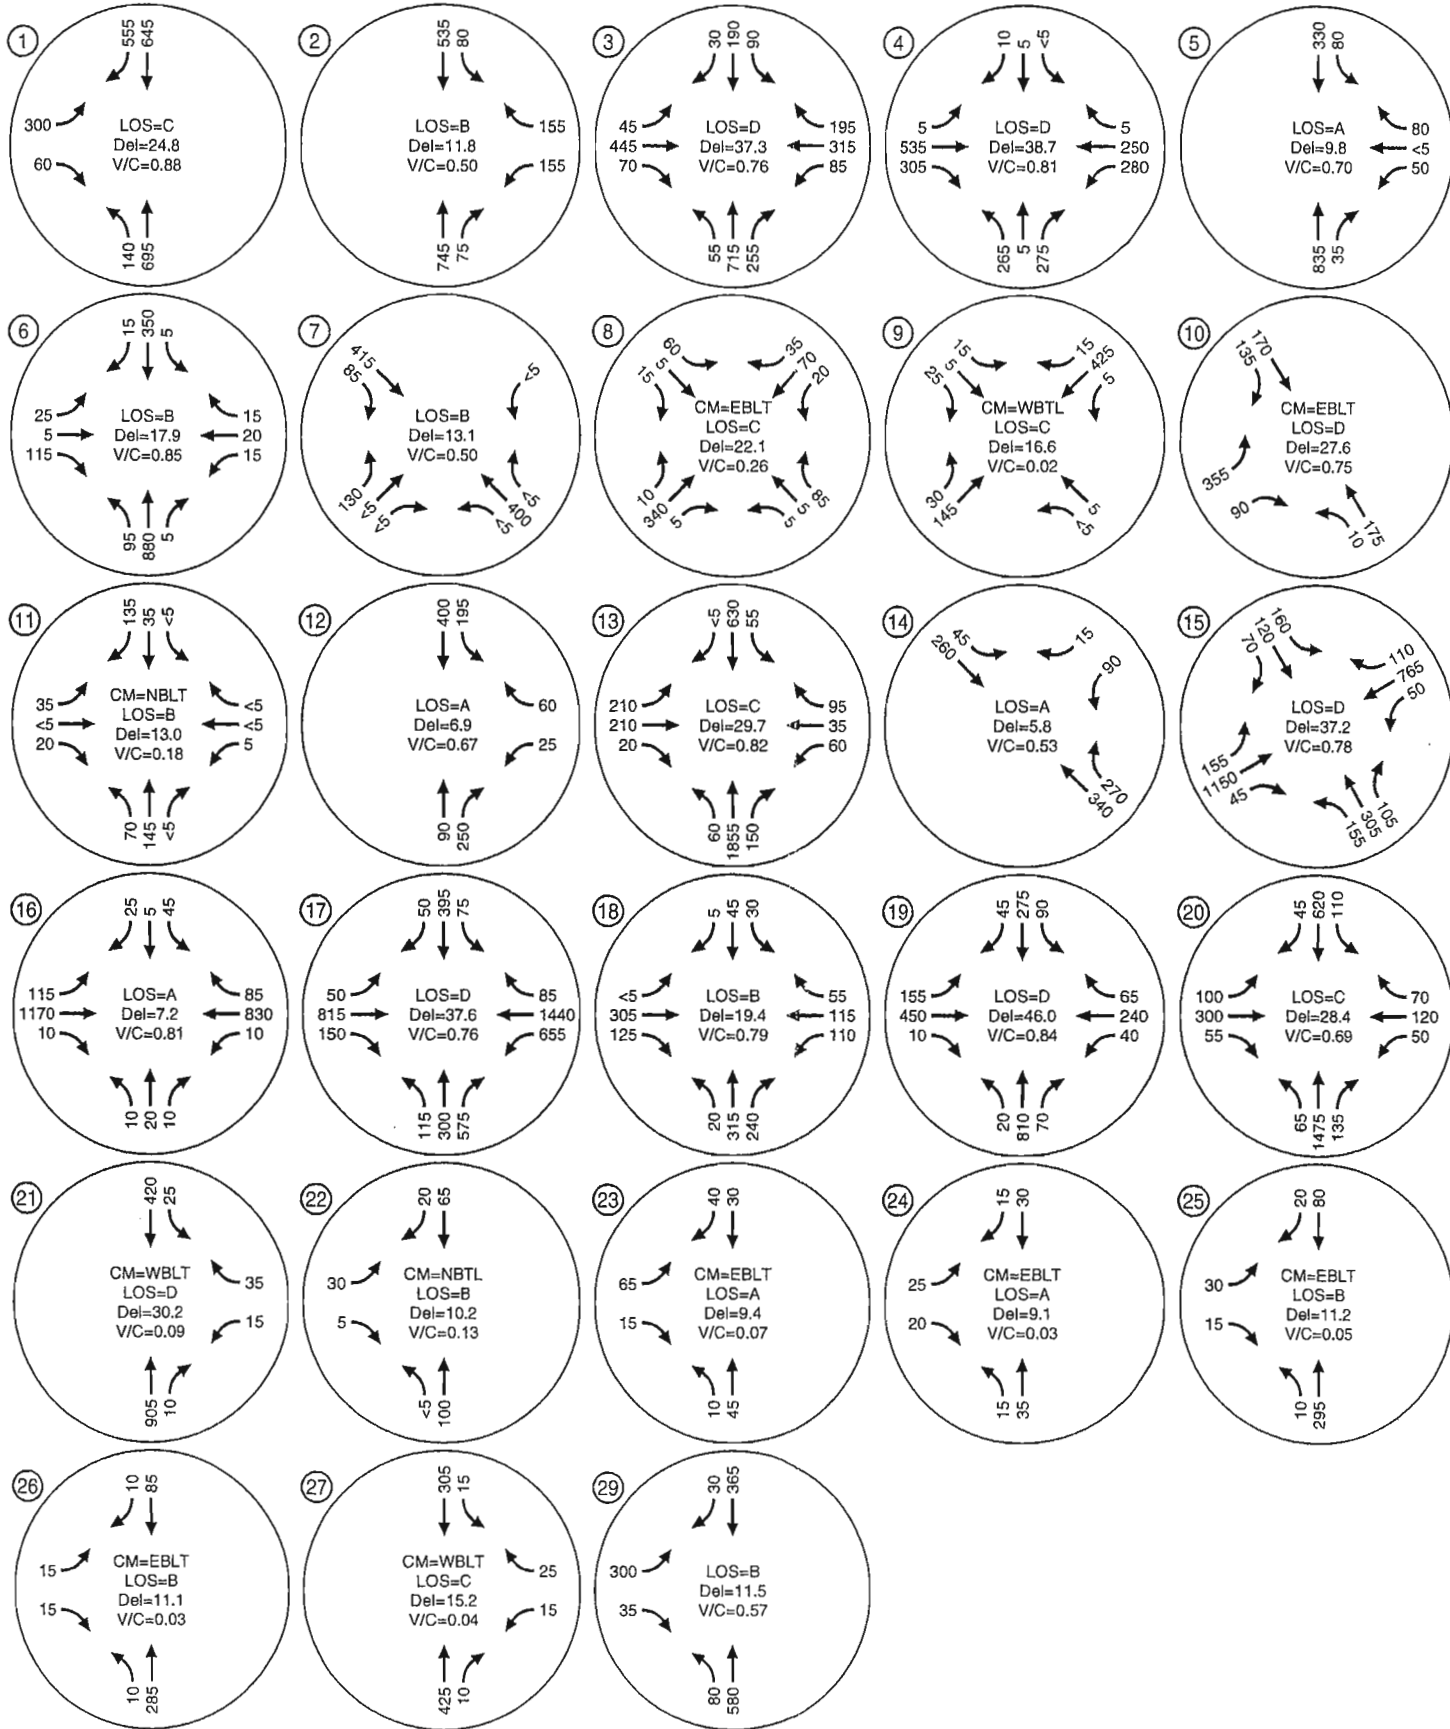 1
555 645
300
60
LOS=C
Del=24.8
V/C=0.88
140 695
2
535 80
LOS=B
Del=11.8
V/C=0.50
155
155
745 75
3
30 190 90
45
445
70
LOS=D
Del=37.3
V/C=0.76
195
315
85
55 715 255
4
10 5 <5
5
535
305
LOS=D
Del=38.7
V/C=0.81
5
250
280
265 5 275
5
330 80
LOS=A
Del=9.8
V/C=0.70
80
<5
50
835 35
6
15 350 5
25
5
115
LOS=B
Del=17.9
V/C=0.85
15
20
15
95 880 5
7
415
85
<5
LOS=B
Del=13.1
V/C=0.50
130
<5
<5
<5
400
<5
8
60
5
15
35
70
20
CM=EBLT
LOS=C
Del=22.1
V/C=0.26
10
340
5
85
5
5
9
15
5
25
15
425
5
CM=WBTL
LOS=C
Del=16.6
V/C=0.02
30
145
5
<5
10
170
135
CM=EBLT
LOS=D
Del=27.6
V/C=0.75
355
90
175
10
11
135 35 <5
35
<5
20
CM=NBLT
LOS=B
Del=13.0
V/C=0.18
<5
<5
5
70 145 <5
12
400 195
LOS=A
Del=6.9
V/C=0.67
60
25
90 250
13
<5 630 55
210
210
20
LOS=C
Del=29.7
V/C=0.82
95
35
60
60 1855 150
14
45
260
15
90
LOS=A
Del=5.8
V/C=0.53
270
340
15
160
120
70
110
765
50
LOS=D
Del=37.2
V/C=0.78
155
1150
45
105
305
155
16
25 5 45
115
1170
10
LOS=A
Del=7.2
V/C=0.81
85
830
10
10 20 10
17
50 395 75
50
815
150
LOS=D
Del=37.6
V/C=0.76
85
1440
655
115 300 575
18
5 45 30
<5
305
125
LOS=B
Del=19.4
V/C=0.79
55
115
110
20 315 240
19
45 275 90
155
450
10
LOS=D
Del=46.0
V/C=0.84
65
240
40
20 810 70
20
45 620 110
100
300
55
LOS=C
Del=28.4
V/C=0.69
70
120
50
65 1475 135
21
420 25
CM=WBLT
LOS=D
Del=30.2
V/C=0.09
35
15
905 10
22
20 65
30
5
CM=NBTL
LOS=B
Del=10.2
V/C=0.13
<5 100
23
40 30
65
15
CM=EBLT
LOS=A
Del=9.4
V/C=0.07
10 45
24
15 30
25
20
CM=EBLT
LOS=A
Del=9.1
V/C=0.03
15 35
25
20 80
30
15
CM=EBLT
LOS=B
Del=11.2
V/C=0.05
10 295
26
10 85
15
15
CM=EBLT
LOS=B
Del=11.1
V/C=0.03
10 285
27
305 15
CM=WBLT
LOS=C
Del=15.2
V/C=0.04
25
15
425 10
29
30 365
300
35
LOS=B
Del=11.5
V/C=0.57
80 580